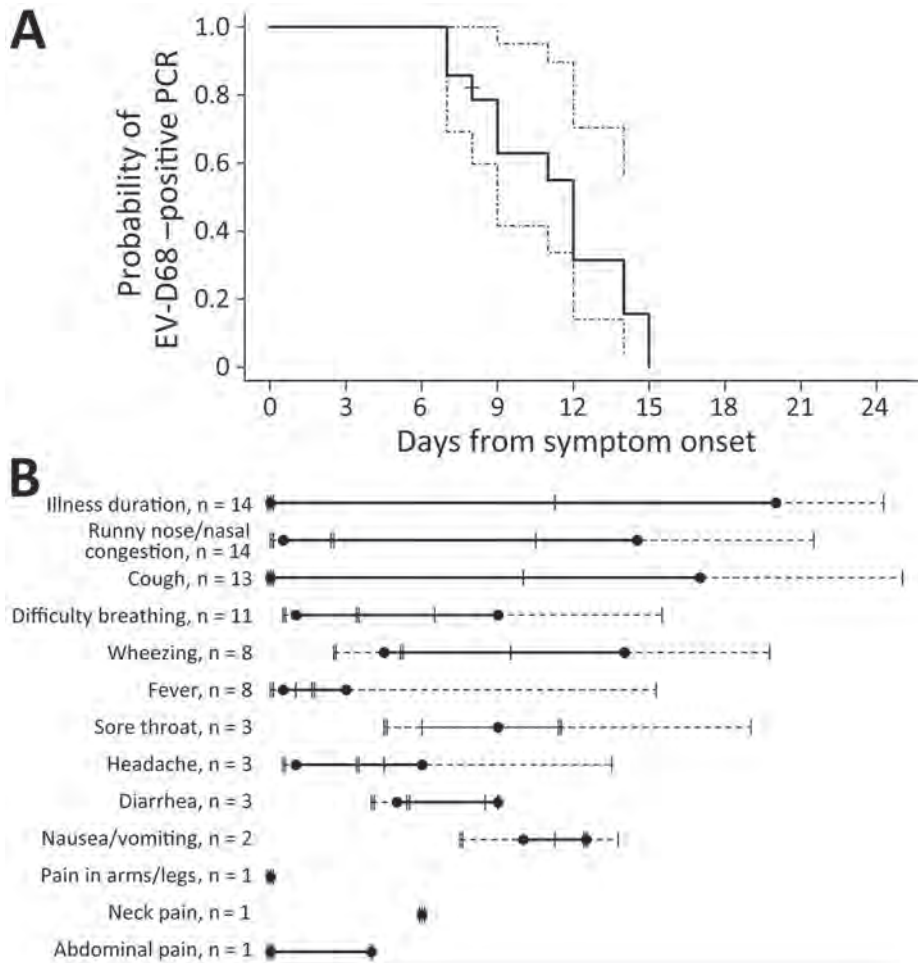 A
Probability of
EV-D68 –positive PCR
1.0
0.8
0.6
0.4
0.2
0
0 3 6 9 12 15 18 21 24
Days from symptom onset
B
Illness duration, n = 14
Runny nose/nasal
congestion, n = 14
Cough, n = 13
Difficulty breathing, n = 11
Wheezing, n = 8
Fever, n = 8
Sore throat, n = 3
Headache, n = 3
Diarrhea, n = 3
Nausea/vomiting, n = 2
Pain in arms/legs, n = 1
Neck pain, n = 1
Abdominal pain, n = 1